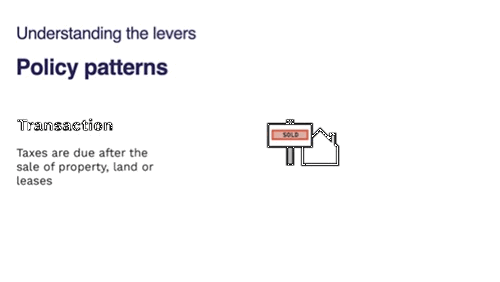 Understanding the levers
Policy patterns
Transaction
SOLD
Taxes are due after the
sale of property, land or
leases